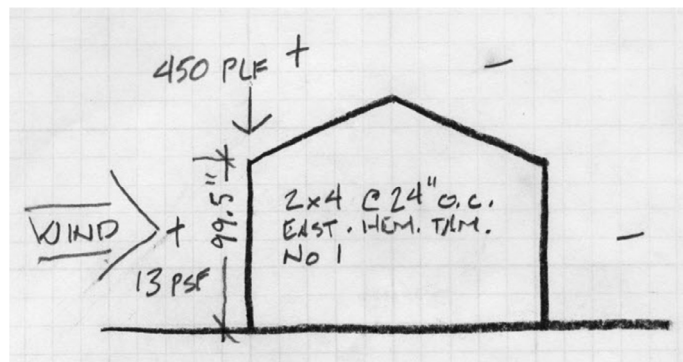 450 PLF +
-
99.5"
2x4 @ 24" O.C.
EAST. HEM. TAM.
No 1
WIND +
-
13 PSF